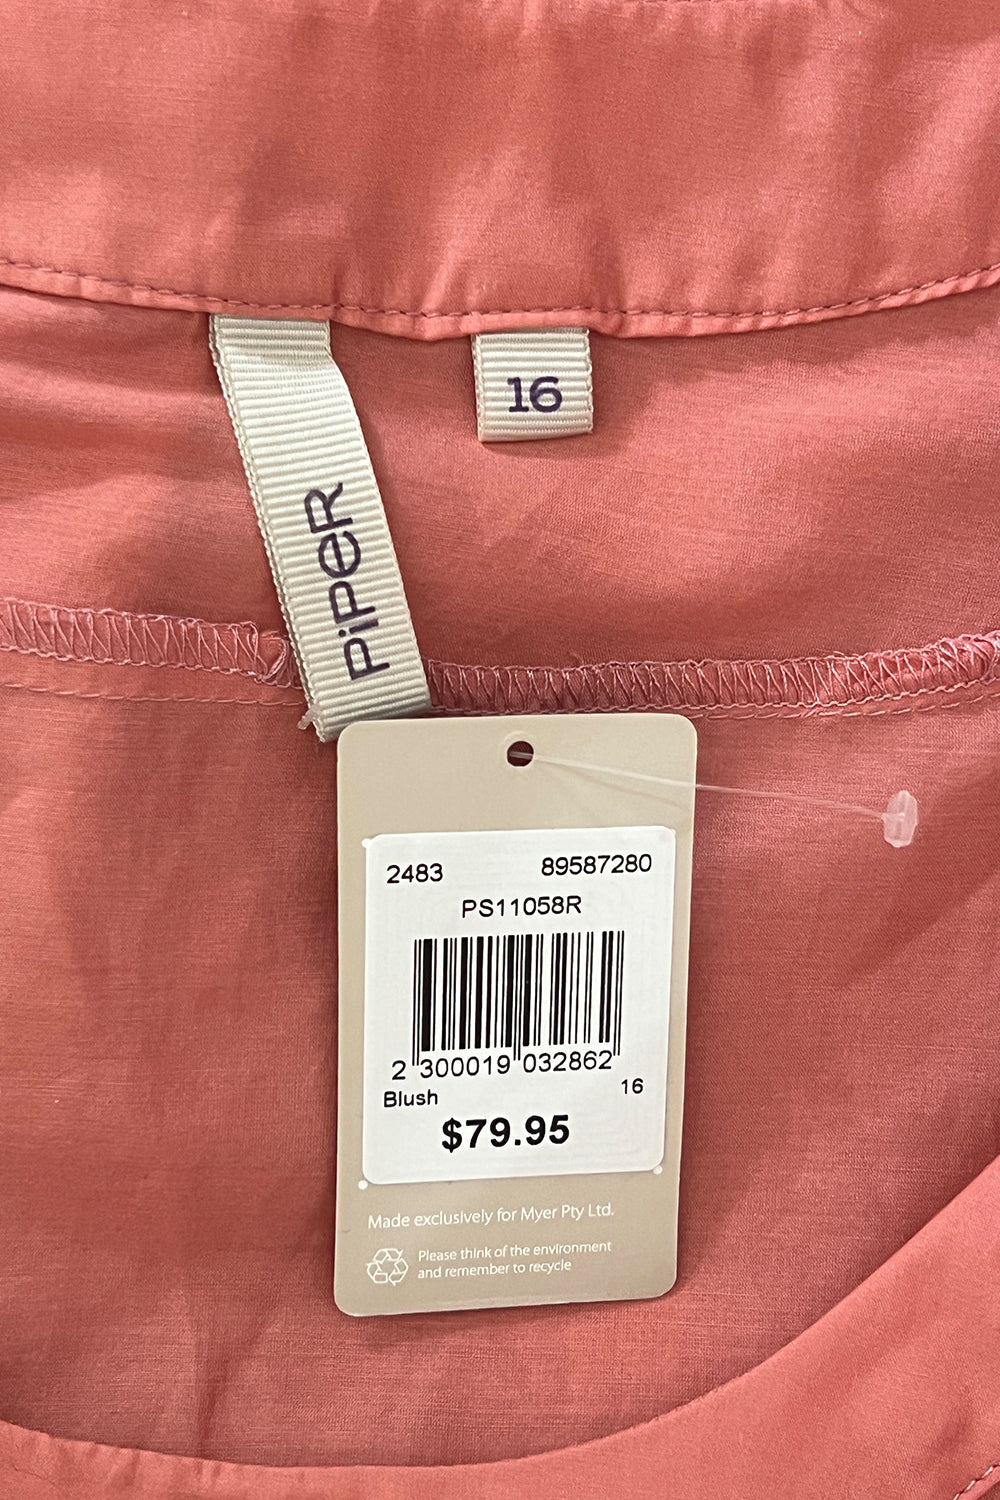 16
PiPeR
2483 89587280
PS11058R
2 300019 032862
Blush 16
$79.95
Made exclusively for Myer Pty Ltd.
Please think of the environment
and remember to recycle